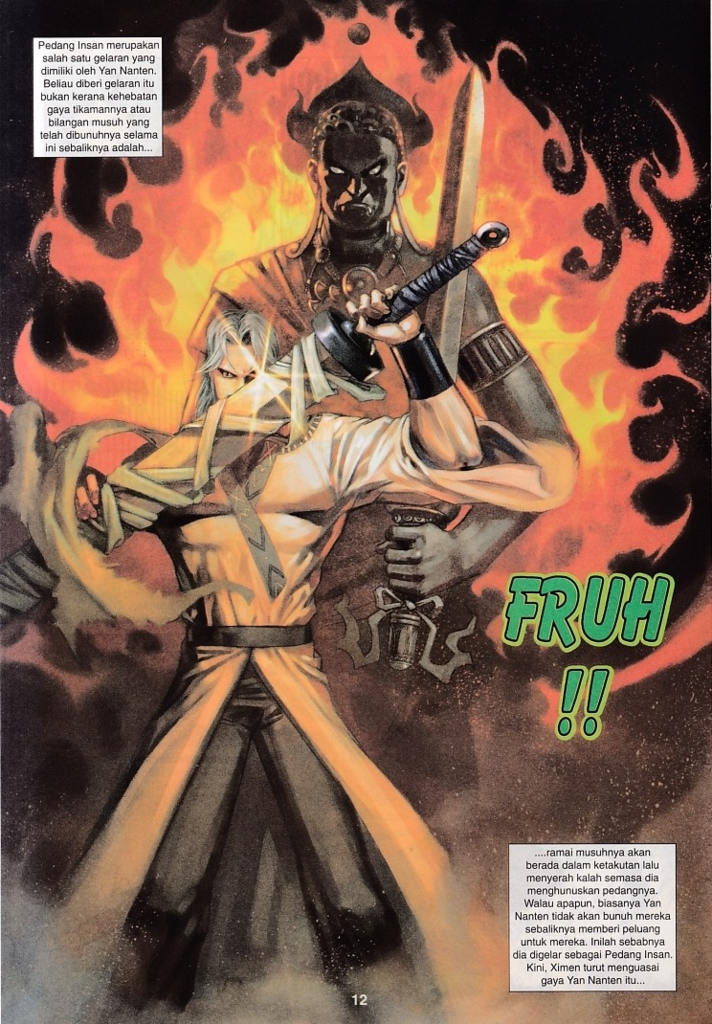 Pedang Insan merupakan
salah satu gelaran yang
dimiliki oleh Yan Nanten.
Beliau diberi gelaran itu
bukan kerana kehebatan
gaya tikamannya atau
bilangan musuh yang
telah dibunuhnya selama
ini sebaliknya adalah...
FRUH
!!
....ramai musuhnya akan
berada dalam ketakutan lalu
menyerah kalah semasa dia
menghunuskan pedangnya.
Walau apapun, biasanya Yan
Nanten tidak akan bunuh mereka
sebaliknya memberi peluang
untuk mereka. Inilah sebabnya
dia digelar sebagai Pedang Insan.
Kini, Ximen turut menguasai
gaya Yan Nanten itu...
12